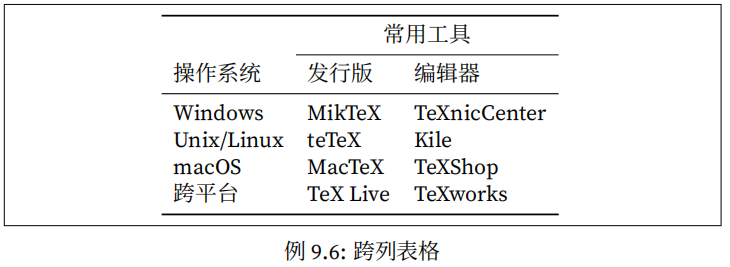 常用工具
操作系统 发行版 编辑器
Windows MikTeX TeXnicCenter
Unix/Linux teTeX Kile
macOS MacTeX TeXShop
跨平台 TeX Live TeXworks
例 9.6: 跨列表格